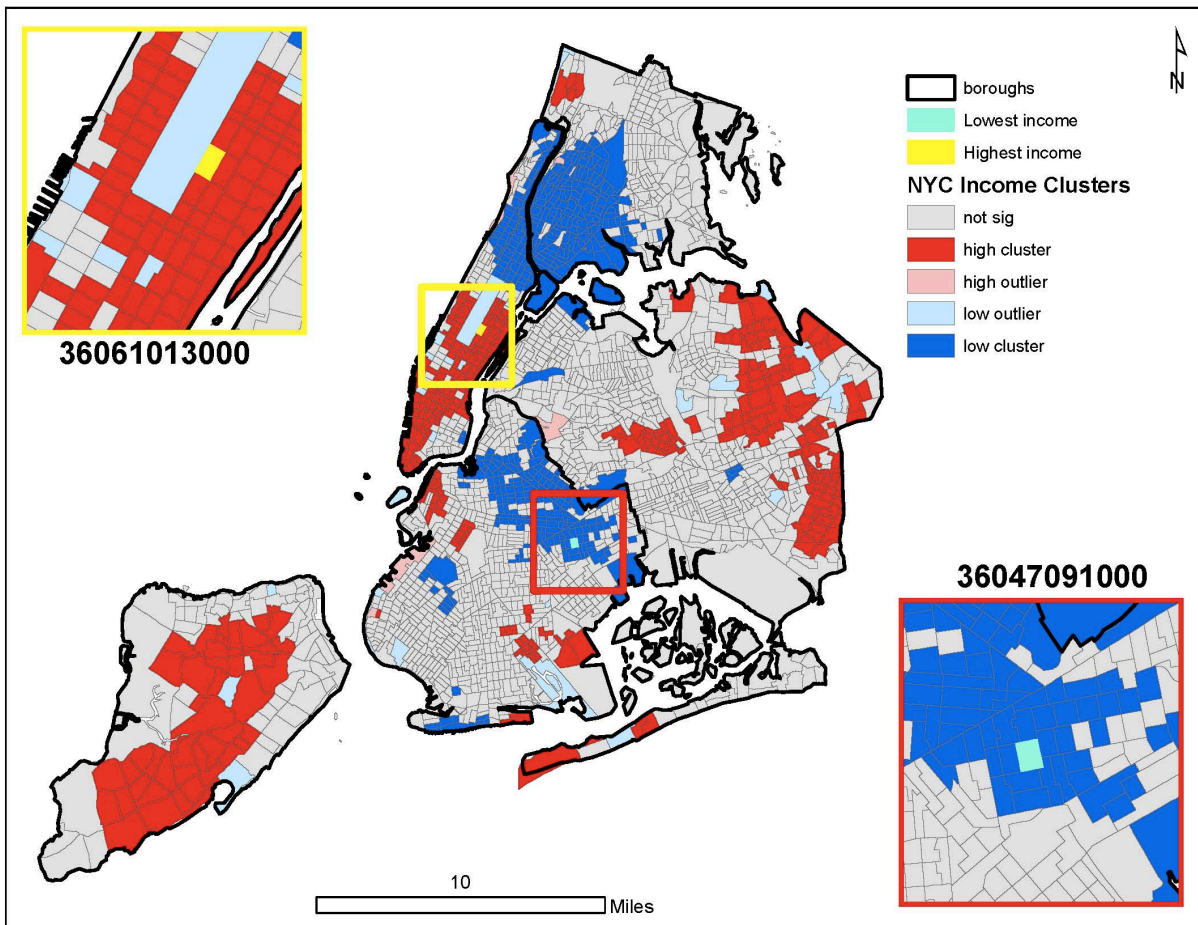 36061013000
N
boroughs
Lowest income
Highest income
NYC Income Clusters
not sig
high cluster
high outlier
low outlier
low cluster
36047091000
10
Miles